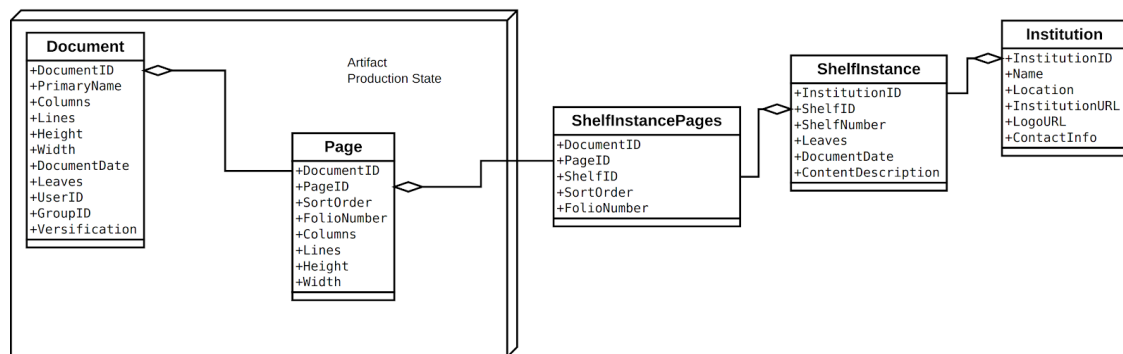 Document
+DocumentID
+PrimaryName
+Columns
+Lines
+Height
+Width
+DocumentDate
+Leaves
+UserID
+GroupID
+Versification
Artifact
Production State
Page
+DocumentID
+PageID
+SortOrder
+FolioNumber
+Columns
+Lines
+Height
+Width
ShelfInstancePages
+DocumentID
+PageID
+ShelfID
+SortOrder
+FolioNumber
ShelfInstance
+InstitutionID
+ShelfID
+ShelfNumber
+Leaves
+DocumentDate
+ContentDescription
Institution
+InstitutionID
+Name
+Location
+InstitutionURL
+LogoURL
+ContactInfo